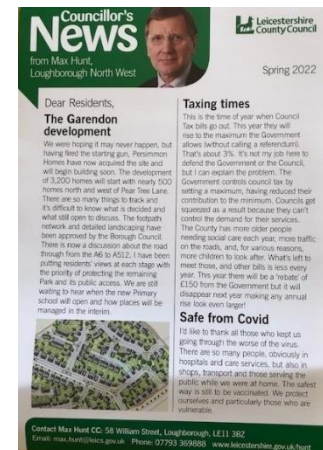 Councillor's
News
from Max Hunt,
Loughborough North West
Leicestershire
County Council
Spring 2022
Dear Residents,
The Garendon
development
We were hoping it may never happen, but
having fired the starting gun, Persimmon
Homes have now acquired the site and
will begin building soon. The development
of 3,200 homes will start with nearly 500
homes north and west of Pear Tree Lane.
There are so many things to track and
it's difficult to know what is decided and
what still open to discuss. The footpath
network and detailed landscaping have
been approved by the Borough Council.
There is now a discussion about the road
through from the A6 to A512. I have been
putting residents' views at each stage with
the priority of protecting the remaining
Park and its public access. We are still
waiting to hear when the new Primary
school will open and how places will be
managed in the interim.
Taxing times
This is the time of year when Council
Tax bills go out. This year they will
rise to the maximum the Government
allows (without calling a referendum).
That's about 3%. It's not my job here to
defend the Government or the Council,
but I can explain the problem. The
Government controls council tax by
setting a maximum, having reduced their
contribution to the minimum. Councils get
squeezed as a result because they can't
control the demand for their services.
The County has more older people
needing social care each year, more traffic
on the roads, and, for various reasons,
more children to look after. What's left to
meet those, and other bills is less every
year. This year there will be a 'rebate' of
£150 from the Government but it will
disappear next year making any annual
rise look even larger!
Safe from Covid
I'd like to thank all those who kept us
going through the worse of the virus.
There are so many people, obviously in
hospitals and care services, but also in
shops, transport and those serving the
public while we were at home. The safest
way is still to be vaccinated. We protect
ourselves and particularly those who are
vulnerable.
Contact Max Hunt CC: 58 William Street, Loughborough, LE11 3BZ
Email: max.hunt@leics.gov.uk Phone: 07793 369888 www.leicestershire.gov.uk/hunt